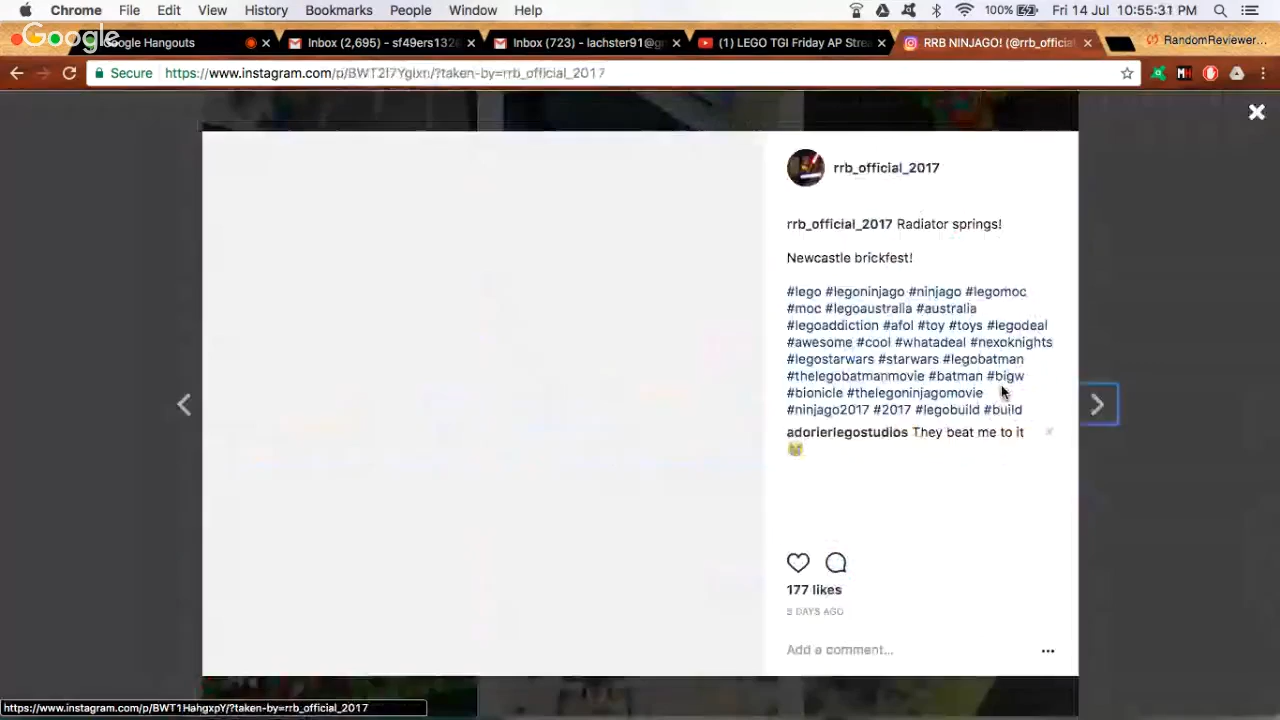 Chrome File Edit View History Bookmarks People Window Help 100% Fri 14 Jul 10:55:31 PM
Google
Google Hangouts Inbox (2,695) - sf49ers132 Inbox (723) - lachster91@g (1) LEGO TGI Friday AP Strea RRB NINJAGO! (@rrb_officia RandomReviewer...
Secure https://www.instagram.com/p/ ?taken-by=rrb_official_2017
rrb_official_2017
rrb_official_2017 Radiator springs!
Newcastle brickfest!
#lego #legoninjago #ninjago #legomoc
#moc #legoaustralia #australia
#legoaddiction #afol #toy #toys #legodeal
#awesome #cool #whatadeal #nexoknights
#legostarwars #starwars #legobatman
#thelegobatmanmovie #batman #bigw
#bionicle #thelegoninjagomovie
#ninjago2017 #2017 #legobuild #build
adorierlegostudios They beat me to it
177 likes
DAYS AGO
Add a comment...
https://www.instagram.com/p/BWT1HahgxpY/?taken-by=rrb_official_2017